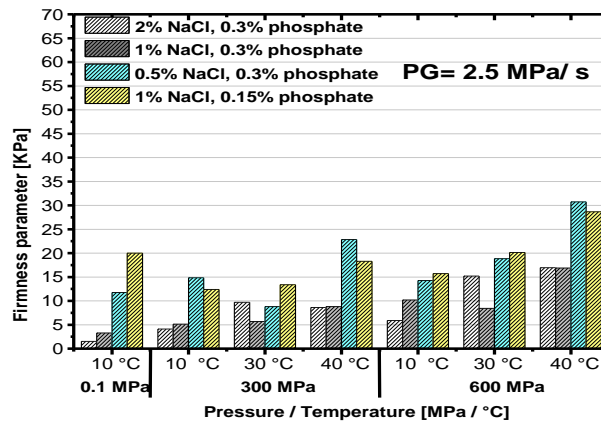 70
65
60
55
50
45
40
35
30
25
20
15
10
5
0
Firmness parameter [KPa]
2% NaCl, 0.3% phosphate
1% NaCl, 0.3% phosphate
0.5% NaCl, 0.3% phosphate
1% NaCl, 0.15% phosphate
PG= 2.5 MPa/ s
10 °C 10 °C 30 °C 40 °C 10 °C 30 °C 40 °C
0.1 MPa 300 MPa 600 MPa
Pressure / Temperature [MPa / °C]